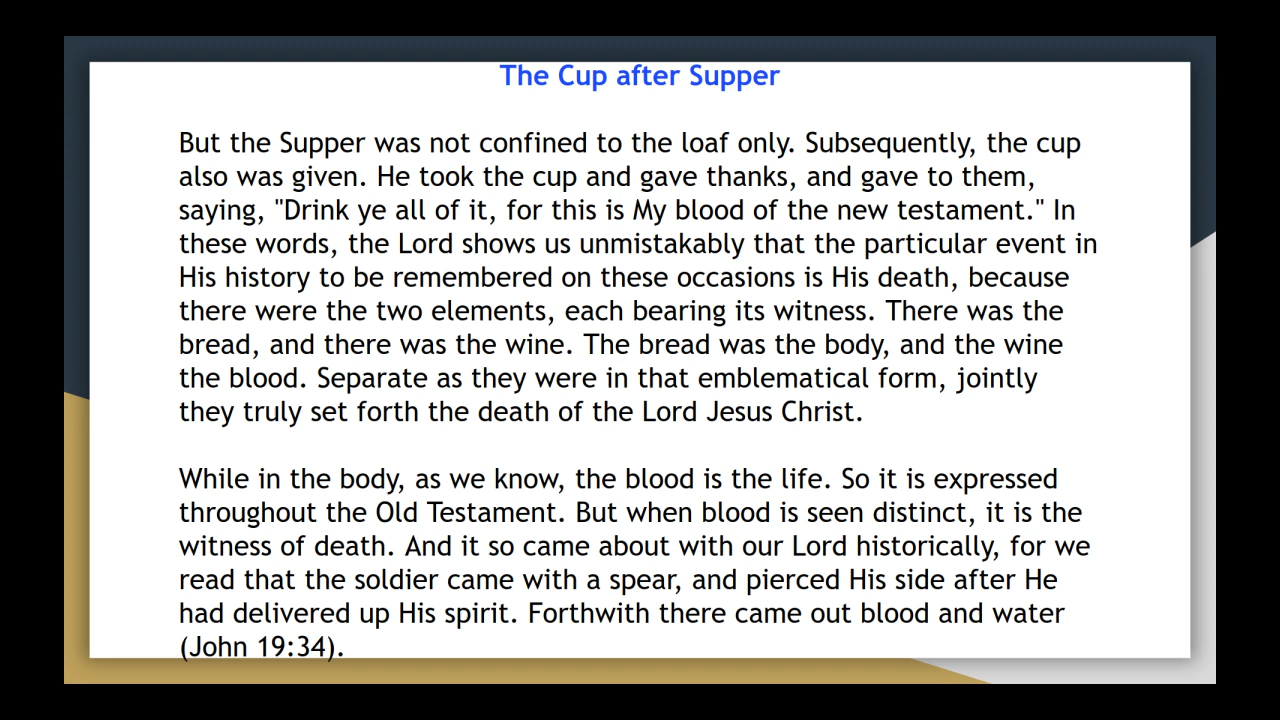 The Cup after Supper
But the Supper was not confined to the loaf only. Subsequently, the cup
also was given. He took the cup and gave thanks, and gave to them,
saying, "Drink ye all of it, for this is My blood of the new testament." In
these words, the Lord shows us unmistakably that the particular event in
His history to be remembered on these occasions is His death, because
there were the two elements, each bearing its witness. There was the
bread, and there was the wine. The bread was the body, and the wine
the blood. Separate as they were in that emblematical form, jointly
they truly set forth the death of the Lord Jesus Christ.
While in the body, as we know, the blood is the life. So it is expressed
throughout the Old Testament. But when blood is seen distinct, it is the
witness of death. And it so came about with our Lord historically, for we
read that the soldier came with a spear, and pierced His side after He
had delivered up His spirit. Forthwith there came out blood and water
(John 19:34).